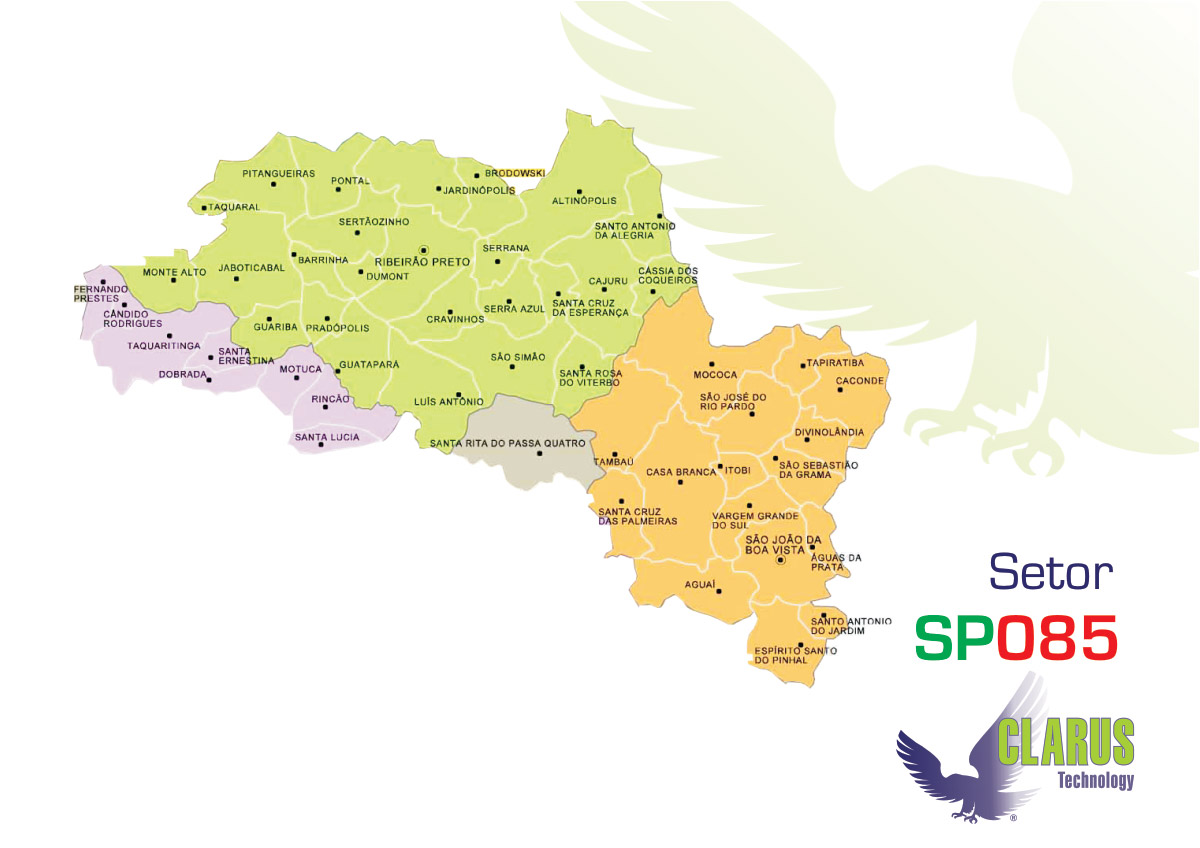 PITANGUEIRAS
PONTAL
BRODOWSKI
JARDINÓPOLIS
ALTINÓPOLIS
TAQUARAL
SERTÃOZINHO
SANTO ANTONIO
DA ALEGRIA
SERRANA
RIBEIRÃO PRETO
BARRINHA
DUMONT
MONTE ALTO
JABOTICABAL
CÁSSIA DOS
COQUEIROS
CAJURU
FERNANDO
PRESTES
CÂNDIDO
RODRIGUES
SANTA CRUZ
DA ESPERANÇA
SERRA AZUL
CRAVINHOS
GUARIBA
PRADÓPOLIS
TAQUARITINGA
SANTA
ERNESTINA
DOBRADA
MOTUCA
GUATAPARÁ
SÃO SIMÃO
SANTA ROSA
DO VITERBO
RINCÃO
LUÍS ANTÔNIO
SANTA LUCIA
SANTA RITA DO PASSA QUATRO
MOCOCA
TAPIRATIBA
CACONDE
SÃO JOSÉ DO
RIO PARDO
DIVINOLÂNDIA
TAMBAÚ
CASA BRANCA
ITOBI
SÃO SEBASTIÃO
DA GRAMA
SANTA CRUZ
DAS PALMEIRAS
VARGEM GRANDE
DO SUL
SÃO JOÃO DA
BOA VISTA
ÁGUAS DA
PRATA
AGUAÍ
SANTO ANTONIO
DO JARDIM
ESPÍRITO SANTO
DO PINHAL
Setor
SP085
CLARUS
Technology
®